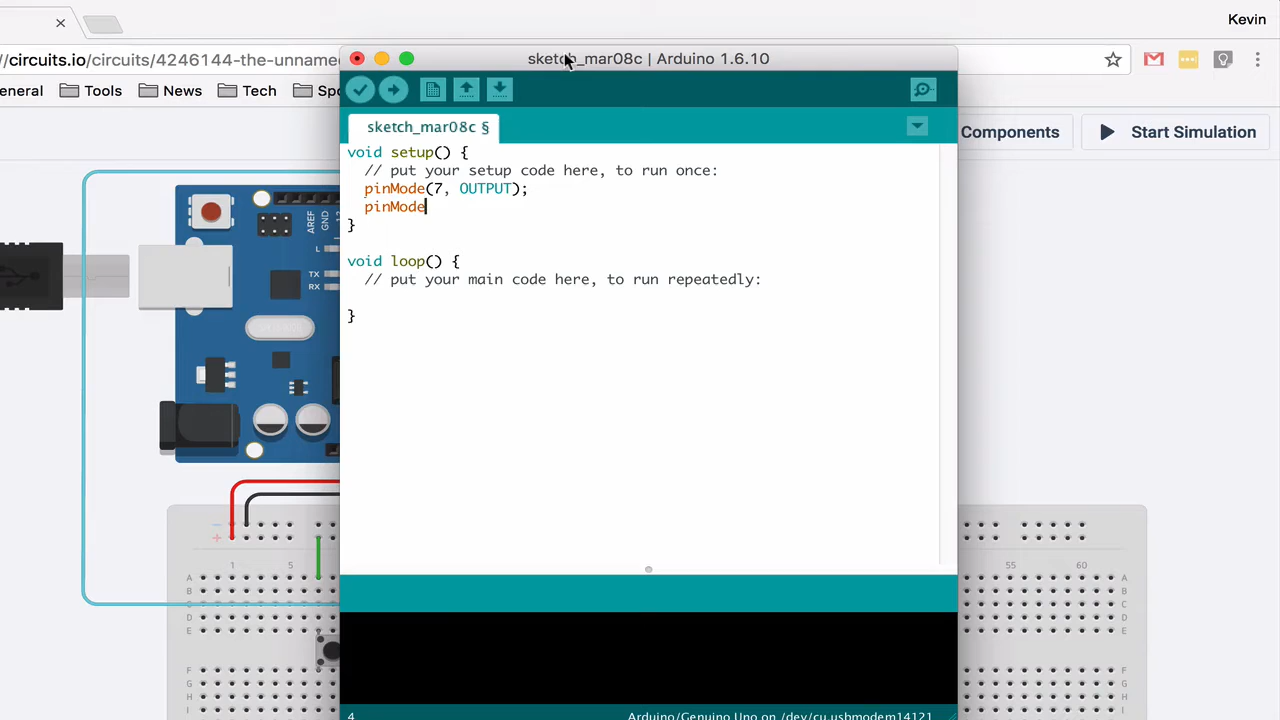 Kevin
//circuits.io/circuits/4246144-the-unname
sketch_mar08c | Arduino 1.6.10
eneral Tools News Tech Spo
Components Start Simulation
sketch_mar08c §
void setup() {
// put your setup code here, to run once:
pinMode(7, OUTPUT);
pinMode
}
void loop() {
// put your main code here, to run repeatedly:
}
AREF
GND
L
TX
RX
1 5 55 60
A A
B B
C C
D D
E E
F F
G G
H H
I I
4 Arduino/Genuino Uno on /dev/cu.usbmodem14121